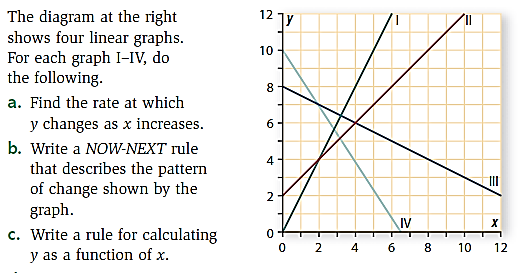 The diagram at the right
shows four linear graphs.
For each graph I–IV, do
the following.
a. Find the rate at which
y changes as x increases.
b. Write a NOW-NEXT rule
that describes the pattern
of change shown by the
graph.
c. Write a rule for calculating
y as a function of x.
12
y
I
II
10
8
6
4
III
2
IV
x
0
0 2 4 6 8 10 12